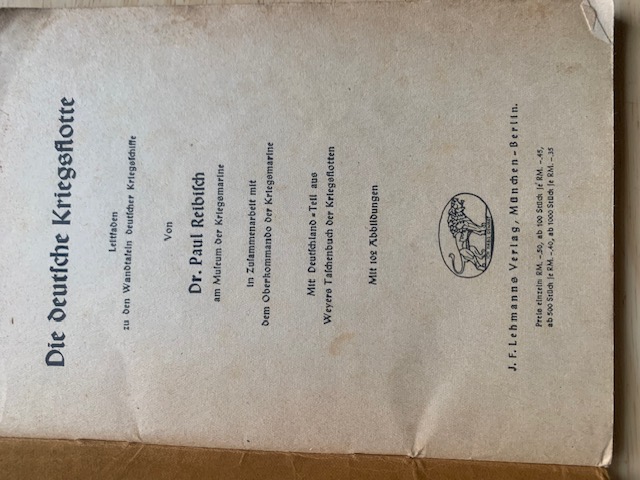 Die deutsche Kriegsflotte
Leitfaden
zu den Wandtafeln deutscher Kriegsschiffe
Von
Dr. Paul Reibisch
am Museum der Kriegsmarine
in Zusammenarbeit mit
dem Oberkommando der Kriegsmarine
Mit Deutschland-Teil aus
Weyers Taschenbuch der Kriegsflotten
Mit 102 Abbildungen
J. F. Lehmanns Verlag, München-Berlin.
Preis einzeln RM. -.50, ab 100 Stück je RM. -.45,
ab 500 Stück je RM. -.40, ab 1000 Stück je RM. -.35